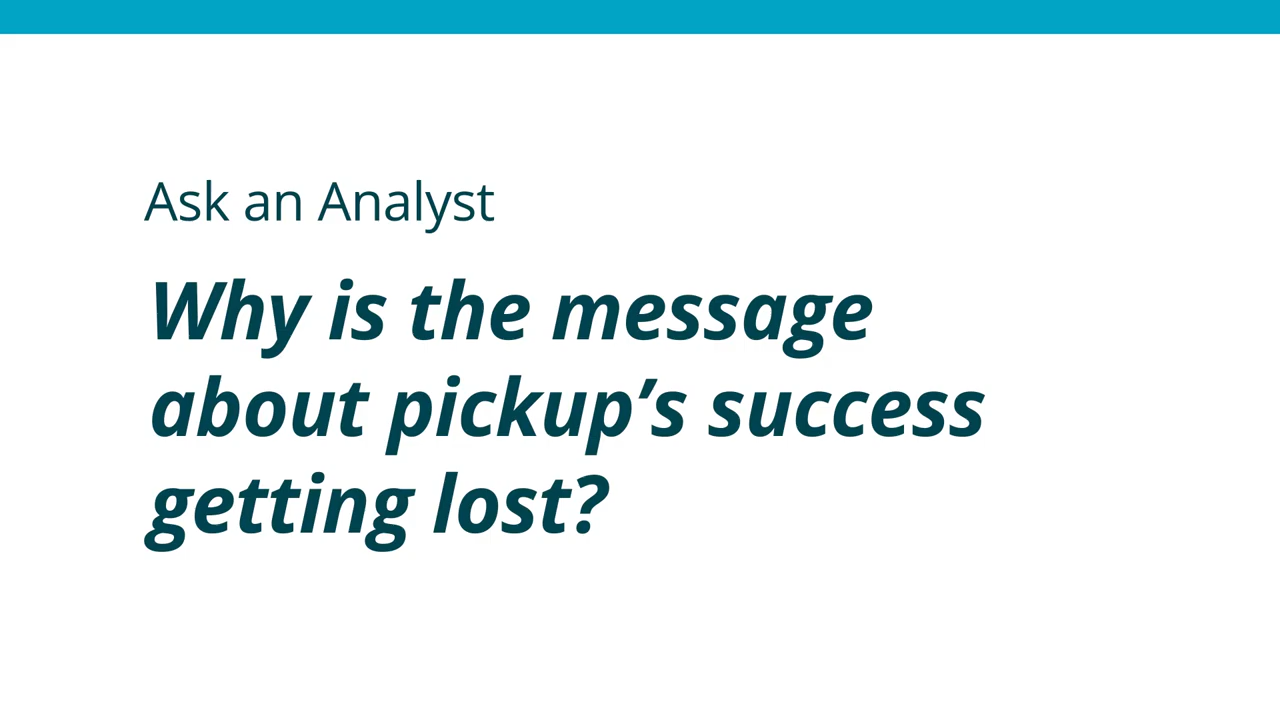 Ask an Analyst
Why is the message
about pickup’s success
getting lost?